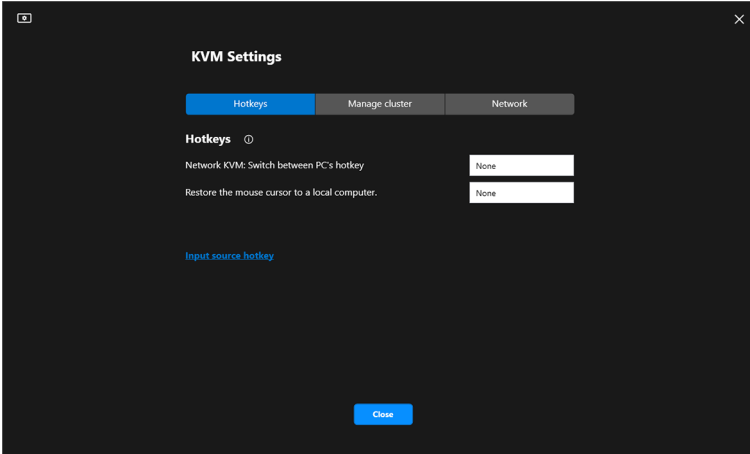 KVM Settings
Hotkeys Manage cluster Network
Hotkeys
Network KVM: Switch between PC's hotkey None
Restore the mouse cursor to a local computer. None
Input source hotkey
Close